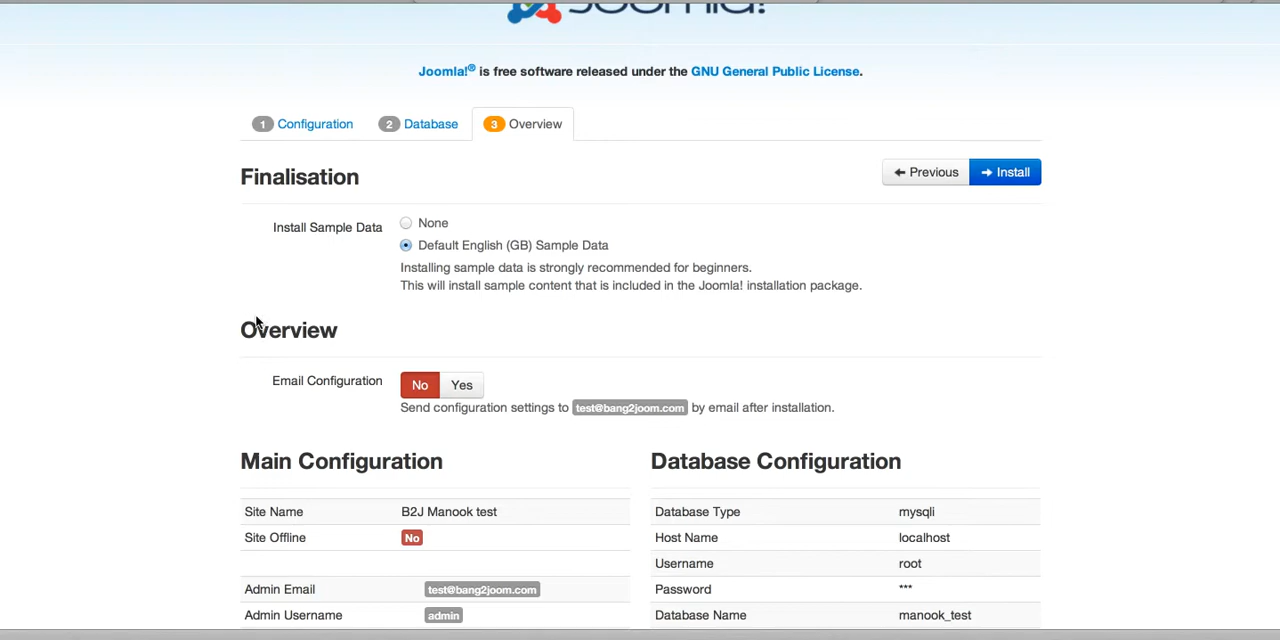 Joomla!
Joomla!® is free software released under the GNU General Public License.
1 Configuration 2 Database 3 Overview
Finalisation
Previous Install
Install Sample Data
None
Default English (GB) Sample Data
Installing sample data is strongly recommended for beginners.
This will install sample content that is included in the Joomla! installation package.
Overview
Email Configuration
No Yes
Send configuration settings to test@bang2joom.com by email after installation.
Main Configuration
Site Name B2J Manook test
Site Offline No
Admin Email test@bang2joom.com
Admin Username admin
Database Configuration
Database Type mysqli
Host Name localhost
Username root
Password ***
Database Name manook_test